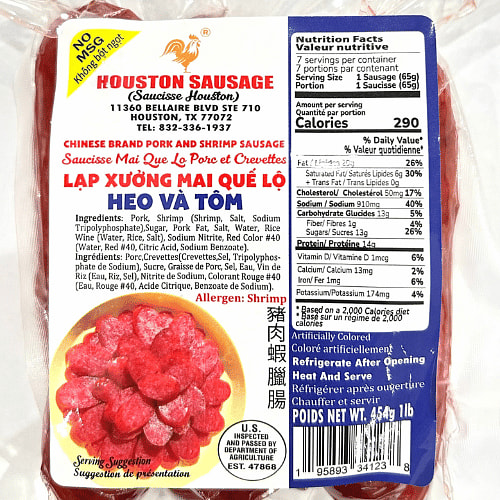 NO
MSG
Không bột ngọt
®
HOUSTON SAUSAGE
(Saucisse Houston)
11360 BELLAIRE BLVD STE 710
HOUSTON, TX 77072
TEL: 832-336-1937
CHINESE BRAND PORK AND SHRIMP SAUSAGE
Saucisse Mai Que Lo Porc et Crevettes
LẠP XƯỞNG MAI QUẾ LỘ
HEO VÀ TÔM
Ingredients: Pork, Shrimp (Shrimp, Salt, Sodium
Tripolyphosphate),Sugar, Pork Fat, Salt, Water, Rice
Wine (Water, Rice, Salt), Sodium Nitrite, Red Color #40
(Water, Red #40, Citric Acid, Sodium Benzoate).
Ingrédients: Porc,Crevettes(Crevettes,Sel, Tripolyphos-
phate de Sodium), Sucre, Graisse de Porc, Sel, Eau, Vin de
Riz (Eau, Riz, Sel), Nitrite de Sodium, Colorant Rouge #40
(Eau, Rouge #40, Acide Citrique, Benzoate de Sodium).
Allergen: Shrimp
豬肉蝦臘腸
Serving Suggestion
Suggestion de présentation
U.S.
INSPECTED
AND PASSED BY
DEPARTMENT OF
AGRICULTURE
EST. 47868
Nutrition Facts
Valeur nutritive
7 servings per container
7 portions par contenant
Serving Size 1 Sausage (65g)
Portion 1 Saucisse (65g)
Amount per serving
Quantité par portion
Calories 290
% Daily Value*
% Valeur quotidienne*
Fat / Lipides 20g 26%
Saturated Fat/ Saturés Lipides 6g 30%
+ Trans Fat / Trans Lipides 0g
Cholesterol/ Cholestérol 50mg 17%
Sodium / Sodium 910mg 40%
Carbohydrate Glucides 13g 5%
Fiber/ Fibres 1g 4%
Sugars/ Sucres 13g 26%
Protein/ Protéine 14g
Vitamin D/ Vitamine D 1mcg 6%
Calcium/ Calcium 13mg 2%
Iron/ Fer 1mg 6%
Potassium/Potassium 174mg 4%
* Based on a 2,000 Calories diet
* Basé sur un régime de 2,000
calories
Artificially Colored
Coloré artificiellement
Refrigerate After Opening
Heat And Serve
Réfrigérer après ouverture
Chauffer et servir
POIDS NET WT. 454g 1lb
1 95893 34123 8